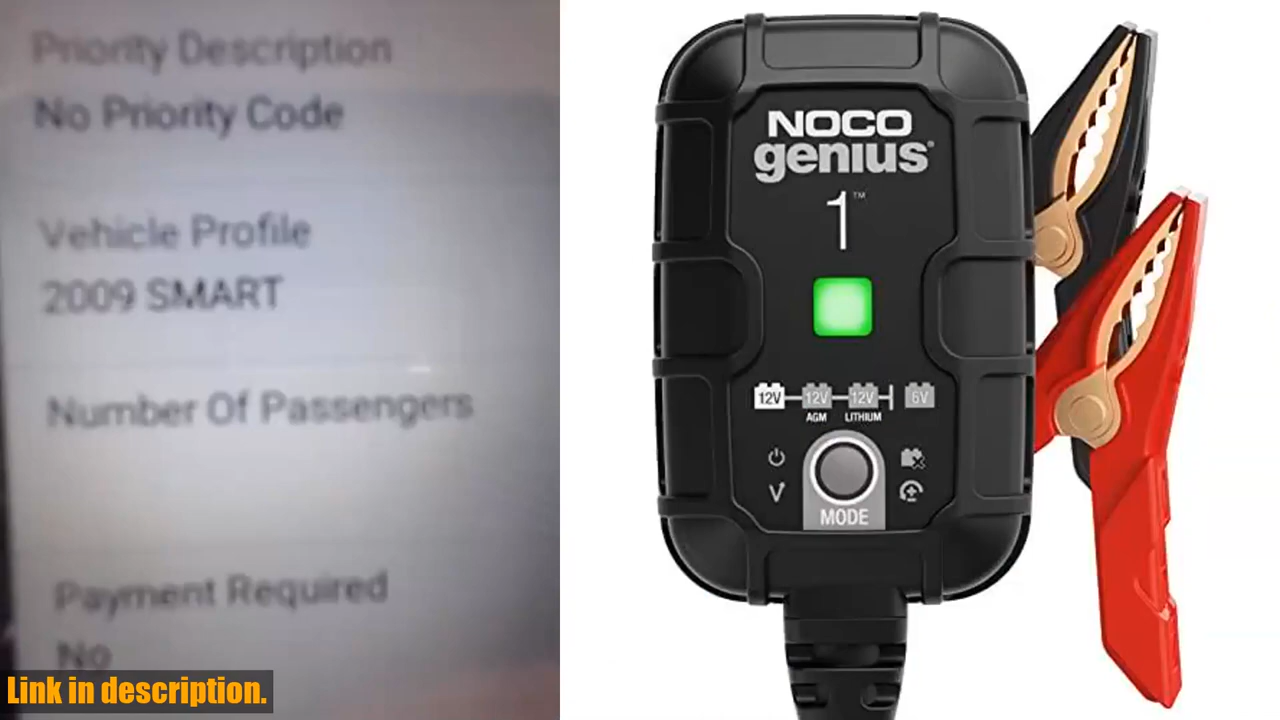 Priority Description
No Priority Code
Vehicle Profile
2009 SMART
Number Of Passengers
Payment Required
No
Link in description.
NOCO
genius®
1™
12V 12V 12V 6V
AGM LITHIUM
MODE